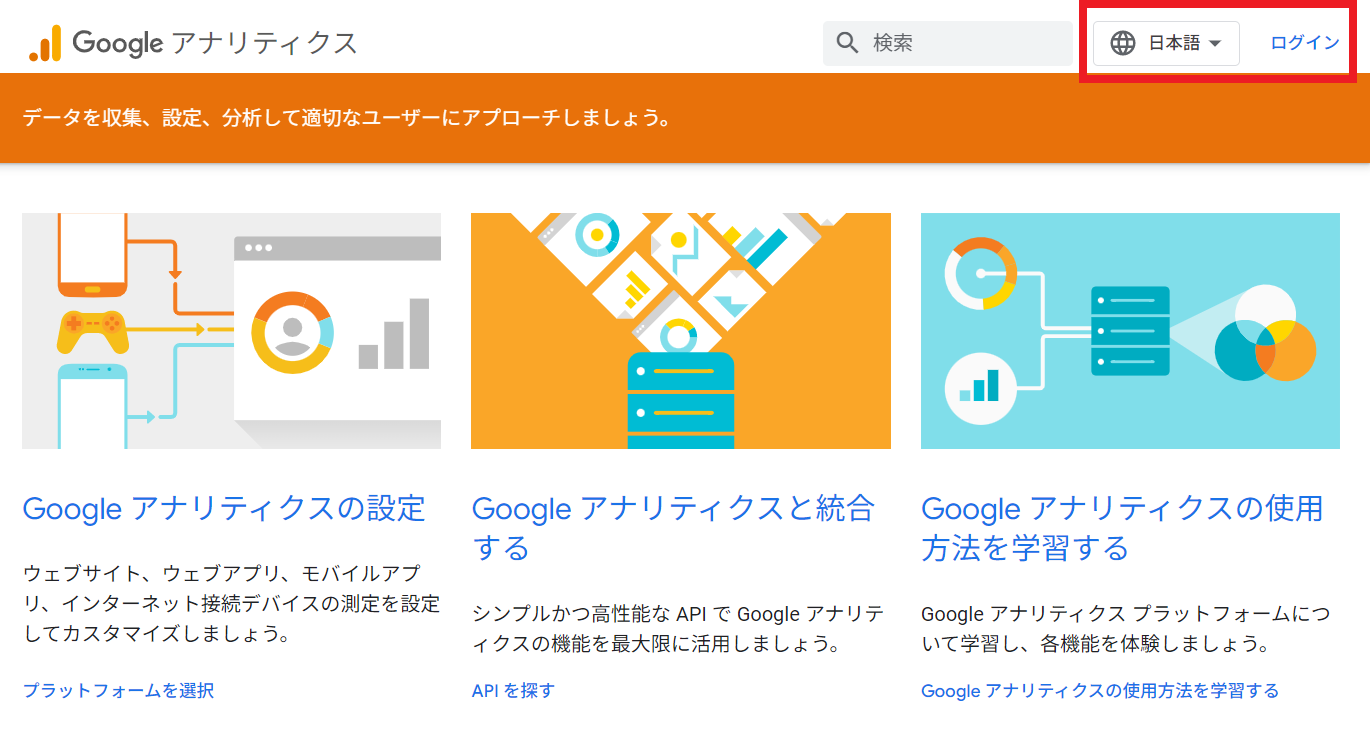 Google アナリティクス
検索
日本語
ログイン
データを収集、設定、分析して適切なユーザーにアプローチしましょう。
Google アナリティクスの設定
ウェブサイト、ウェブアプリ、モバイルアプ
リ、インターネット接続デバイスの測定を設定
してカスタマイズしましょう。
プラットフォームを選択
Google アナリティクスと統合
する
シンプルかつ高性能な API で Google アナリテ
ィクスの機能を最大限に活用しましょう。
API を探す
Google アナリティクスの使用
方法を学習する
Google アナリティクス プラットフォームにつ
いて学習し、各機能を体験しましょう。
Google アナリティクスの使用方法を学習する